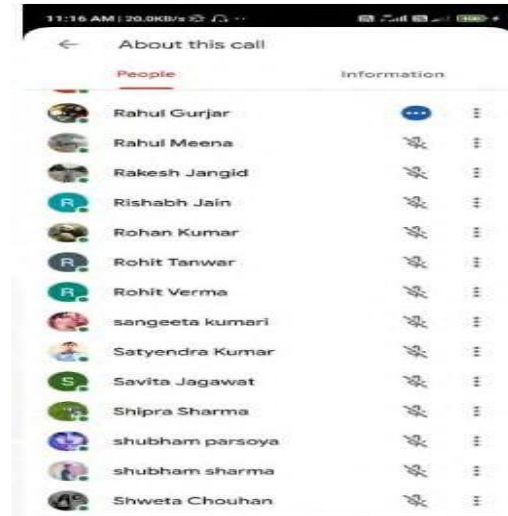 11:16 AM | 20.0KB/s
About this call
People Information
Rahul Gurjar
Rahul Meena
Rakesh Jangid
R Rishabh Jain
Rohan Kumar
R Rohit Tanwar
R Rohit Verma
sangeeta kumari
Satyendra Kumar
S Savita Jagawat
Shipra Sharma
shubham parsoya
shubham sharma
Shweta Chouhan